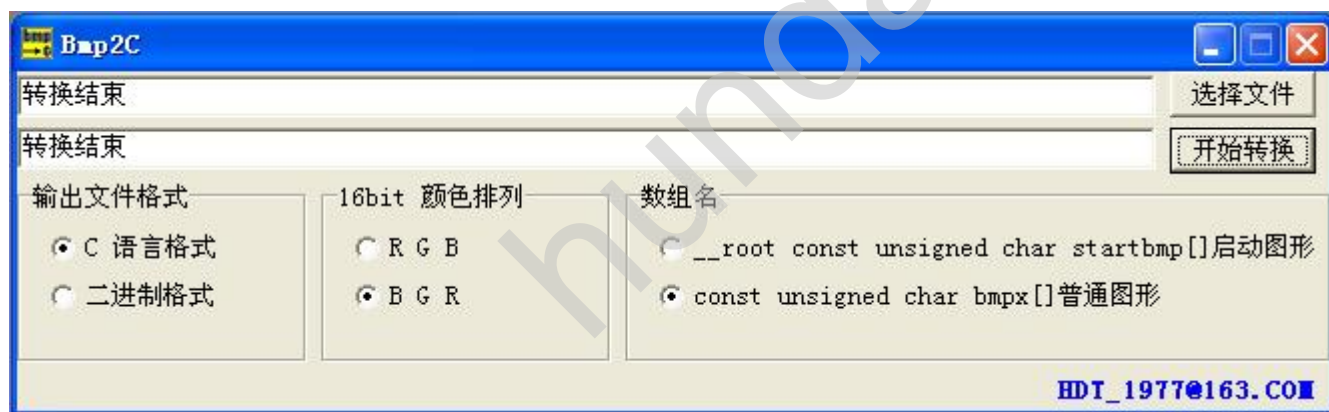 bmp
→c
Bmp2C
转换结束
选择文件
转换结束
开始转换
输出文件格式
16bit 颜色排列
数组名
C 语言格式
R G B
__root const unsigned char startbmp[]启动图形
二进制格式
B G R
const unsigned char bmpx[]普通图形
HDT_1977@163.COM